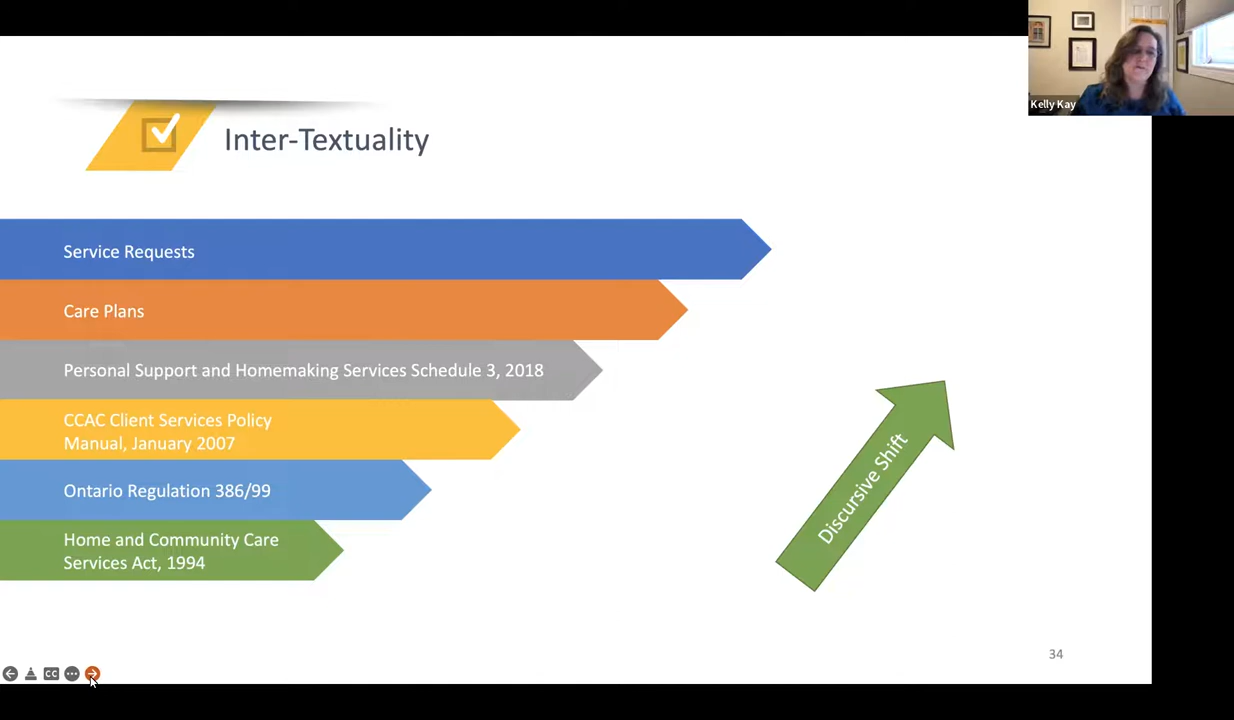 Kelly Kay
Inter-Textuality
Service Requests
Care Plans
Personal Support and Homemaking Services Schedule 3, 2018
CCAC Client Services Policy
Manual, January 2007
Ontario Regulation 386/99
Home and Community Care
Services Act, 1994
Discursive Shift
34
CC